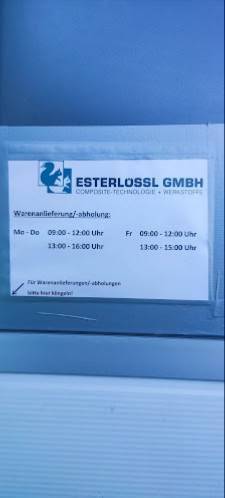 ESTERLÖSSL GMBH
COMPOSITE-TECHNOLOGIE + WERKSTOFFE
Warenanlieferung/-abholung:
Mo - Do 09:00 - 12:00 Uhr Fr 09:00 - 12:00 Uhr
13:00 - 16:00 Uhr 13:00 - 15:00 Uhr
Für Warenanlieferungen/-abholungen
bitte hier klingeln!